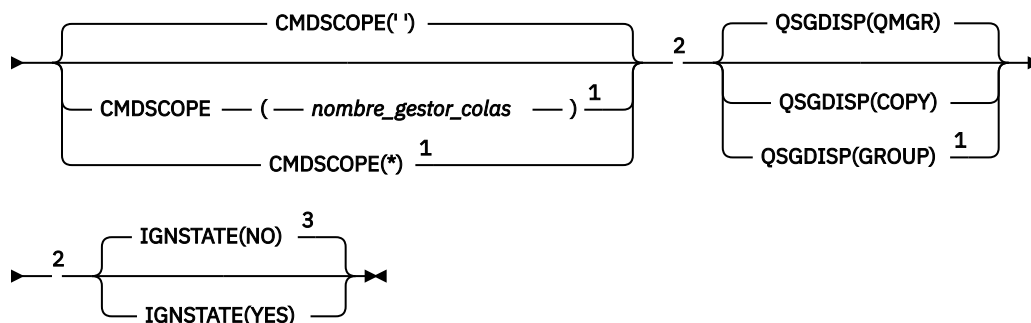 CMDSCOPE(' ')
CMDSCOPE ( nombre_gestor_colas ) 1
CMDSCOPE(*) 1
2
QSGDISP(QMGR)
QSGDISP(COPY)
QSGDISP(GROUP) 1
2
IGNSTATE(NO) 3
IGNSTATE(YES)